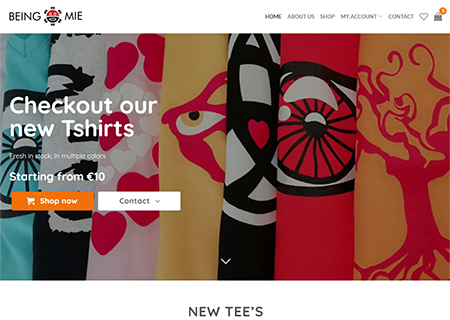 BEING MIE
HOME ABOUT US SHOP MY ACCOUNT CONTACT
3
Checkout our
new Tshirts
Fresh in stock, in multiple colors
Starting from €10
Shop now Contact
NEW TEE'S